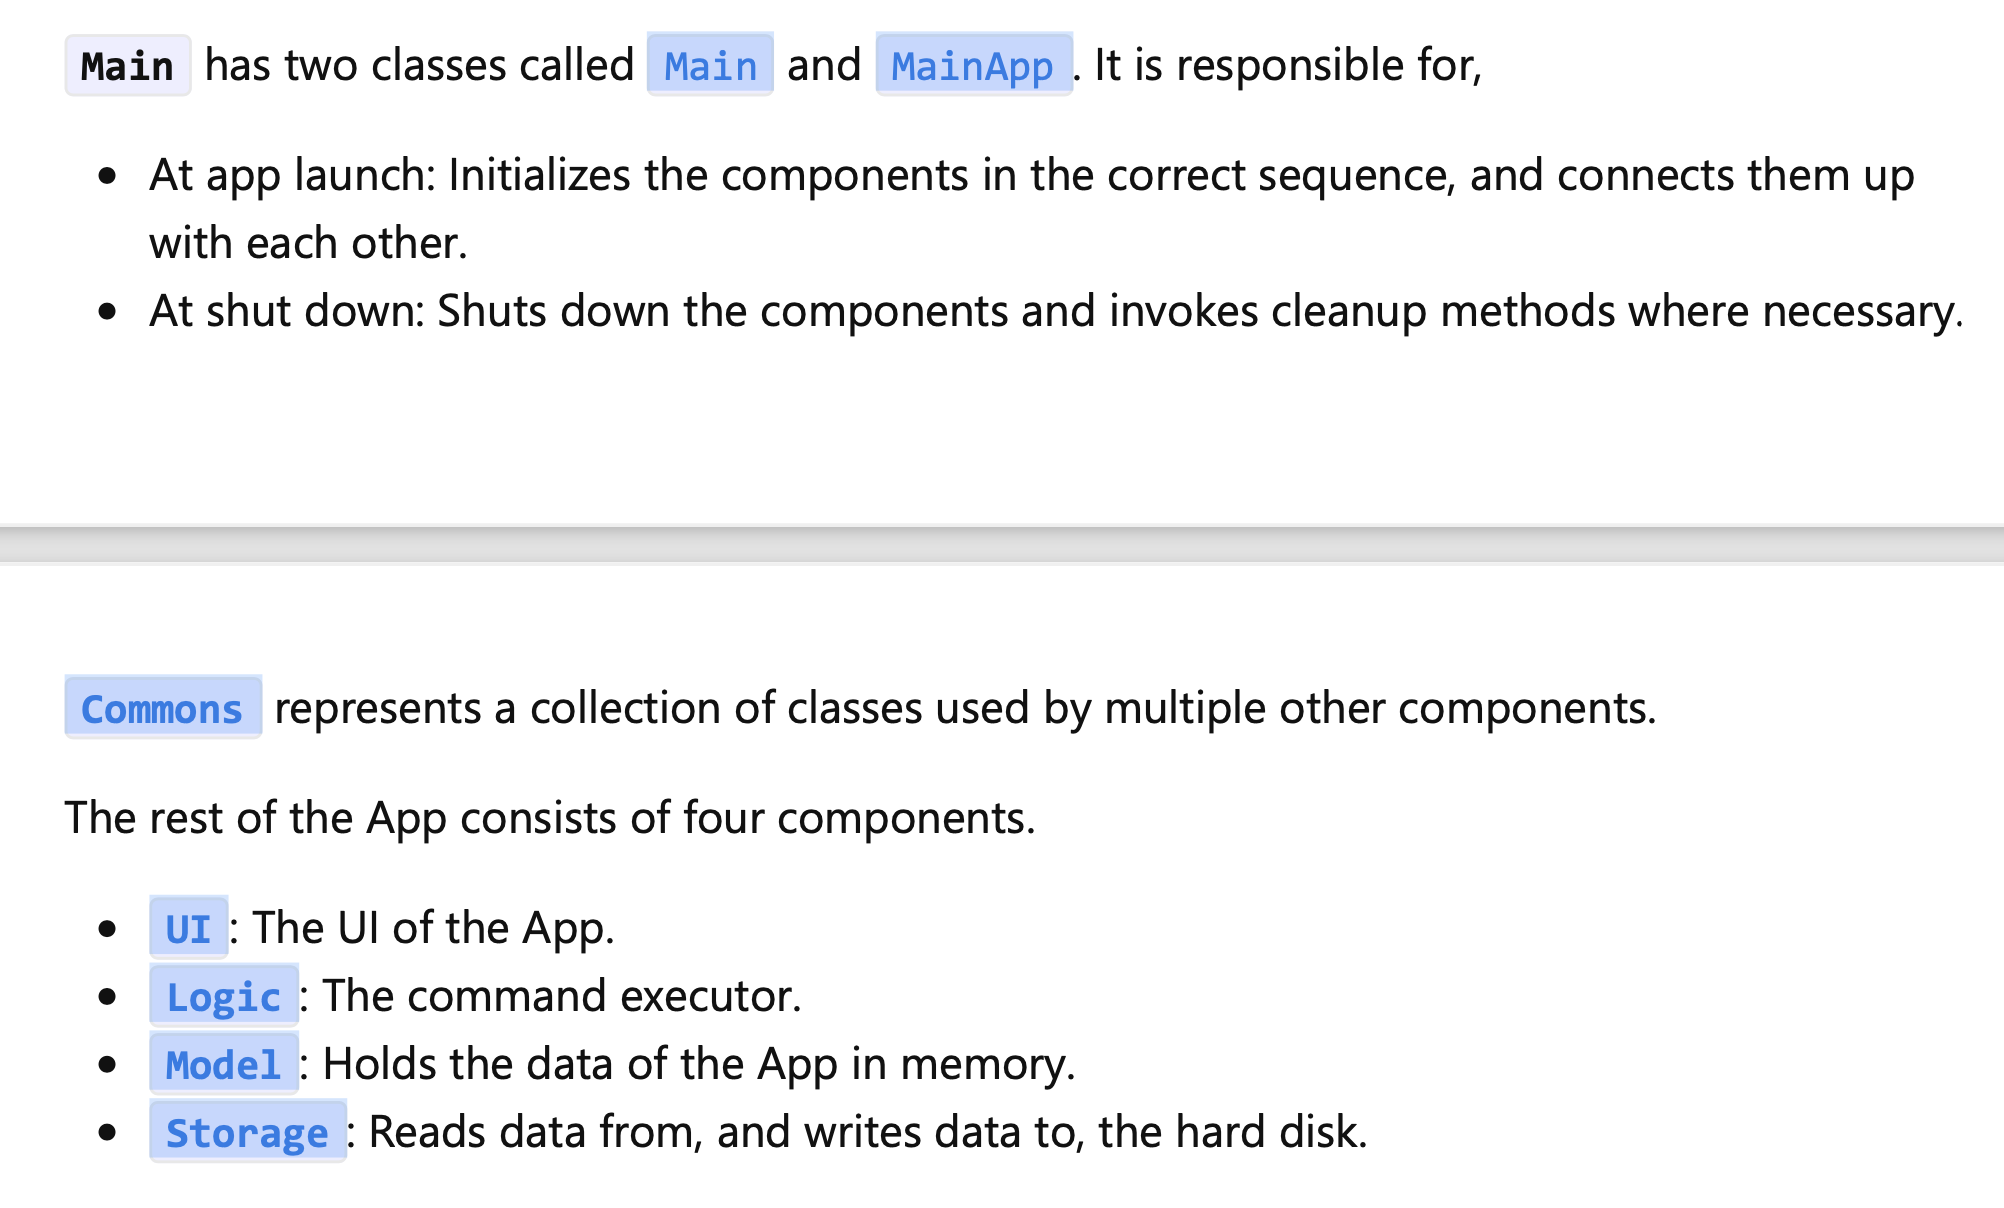 Main has two classes called Main and MainApp. It is responsible for,
• At app launch: Initializes the components in the correct sequence, and connects them up
with each other.
• At shut down: Shuts down the components and invokes cleanup methods where necessary.
Commons represents a collection of classes used by multiple other components.
The rest of the App consists of four components.
• UI: The UI of the App.
• Logic: The command executor.
• Model: Holds the data of the App in memory.
• Storage: Reads data from, and writes data to, the hard disk.